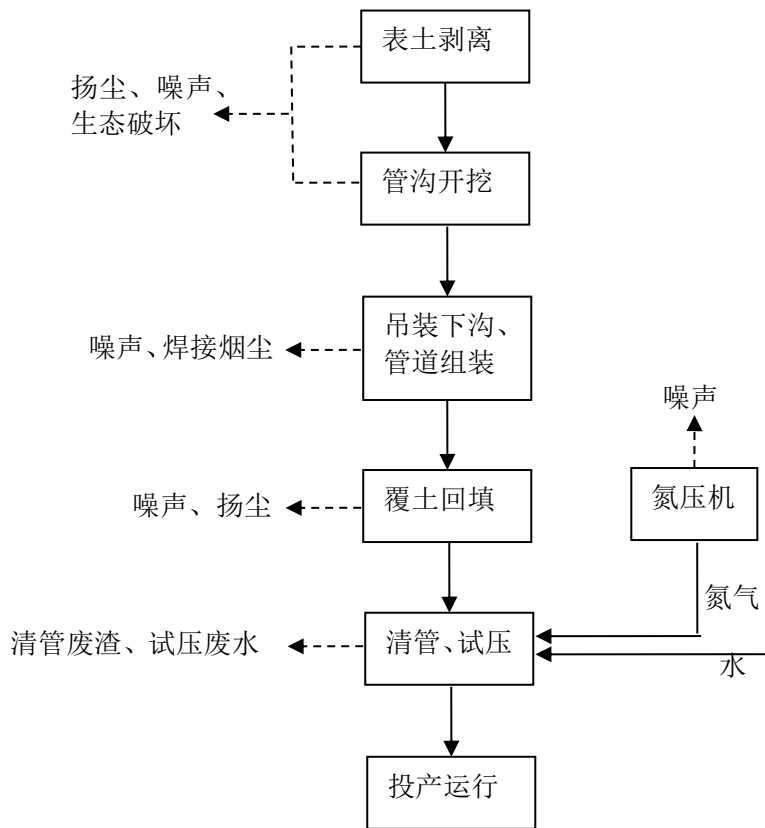 表土剥离
扬尘、噪声、
生态破坏
管沟开挖
吊装下沟、
管道组装
噪声、焊接烟尘
噪声
覆土回填
噪声、扬尘
氮压机
氮气
清管、试压
清管废渣、试压废水
水
投产运行